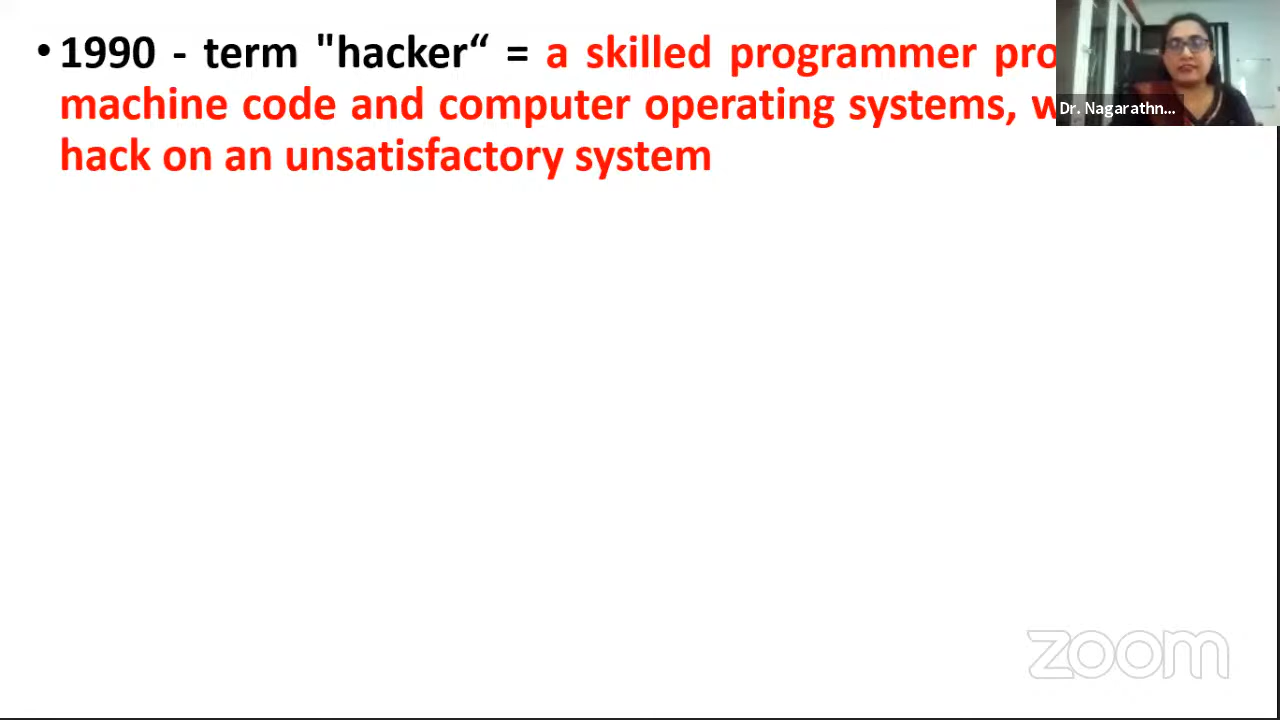 • 1990 - term "hacker“ = a skilled programmer
machine code and computer operating systems,
hack on an unsatisfactory system
Dr. Nagarathn...
zoom